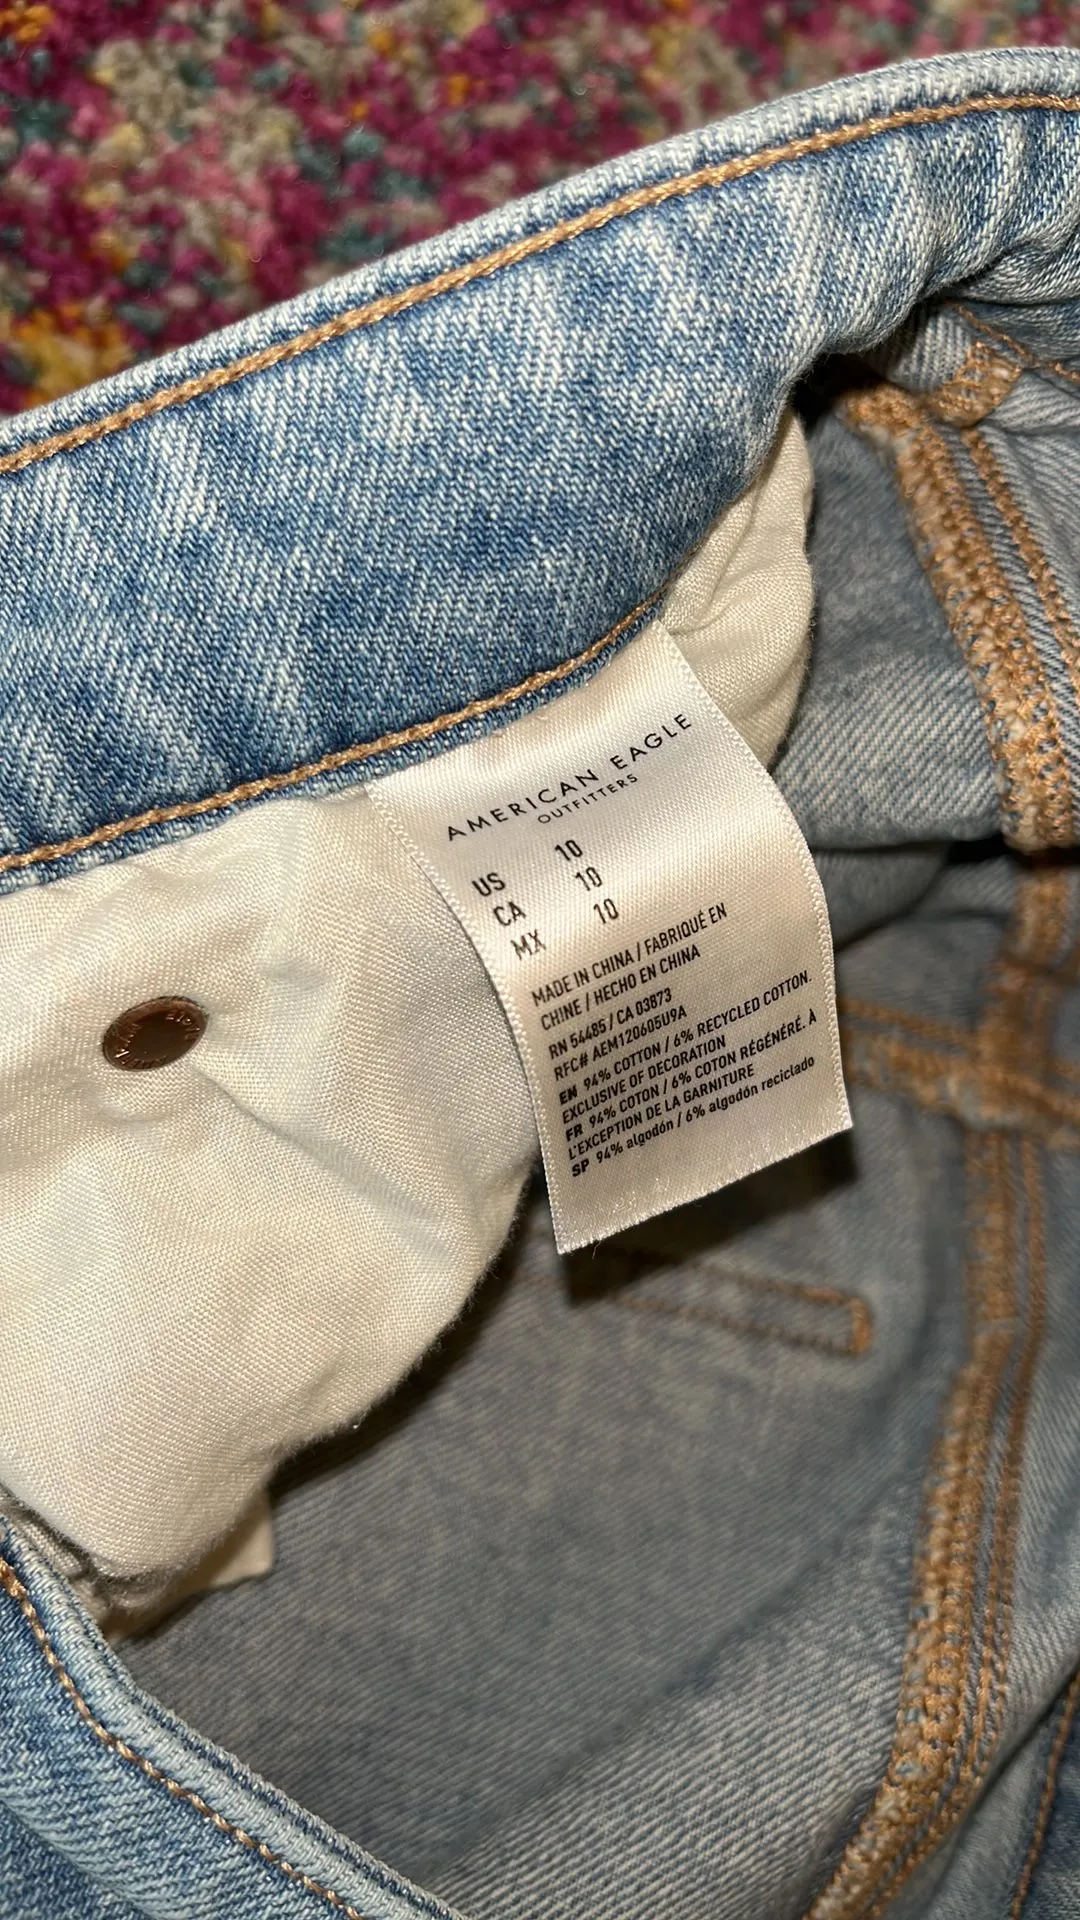 AMERICAN EAGLE
OUTFITTERS
US 10
CA 10
MX 10
MADE IN CHINA / FABRIQUÉ EN
CHINE / HECHO EN CHINA
RN 54485 / CA 03873
RFC# AEM120605U9A
EN 94% COTTON / 6% RECYCLED COTTON.
EXCLUSIVE OF DECORATION
FR 94% COTON / 6% COTON RÉGÉNÉRÉ. À
L'EXCEPTION DE LA GARNITURE
SP 94% algodón / 6% algodón reciclado